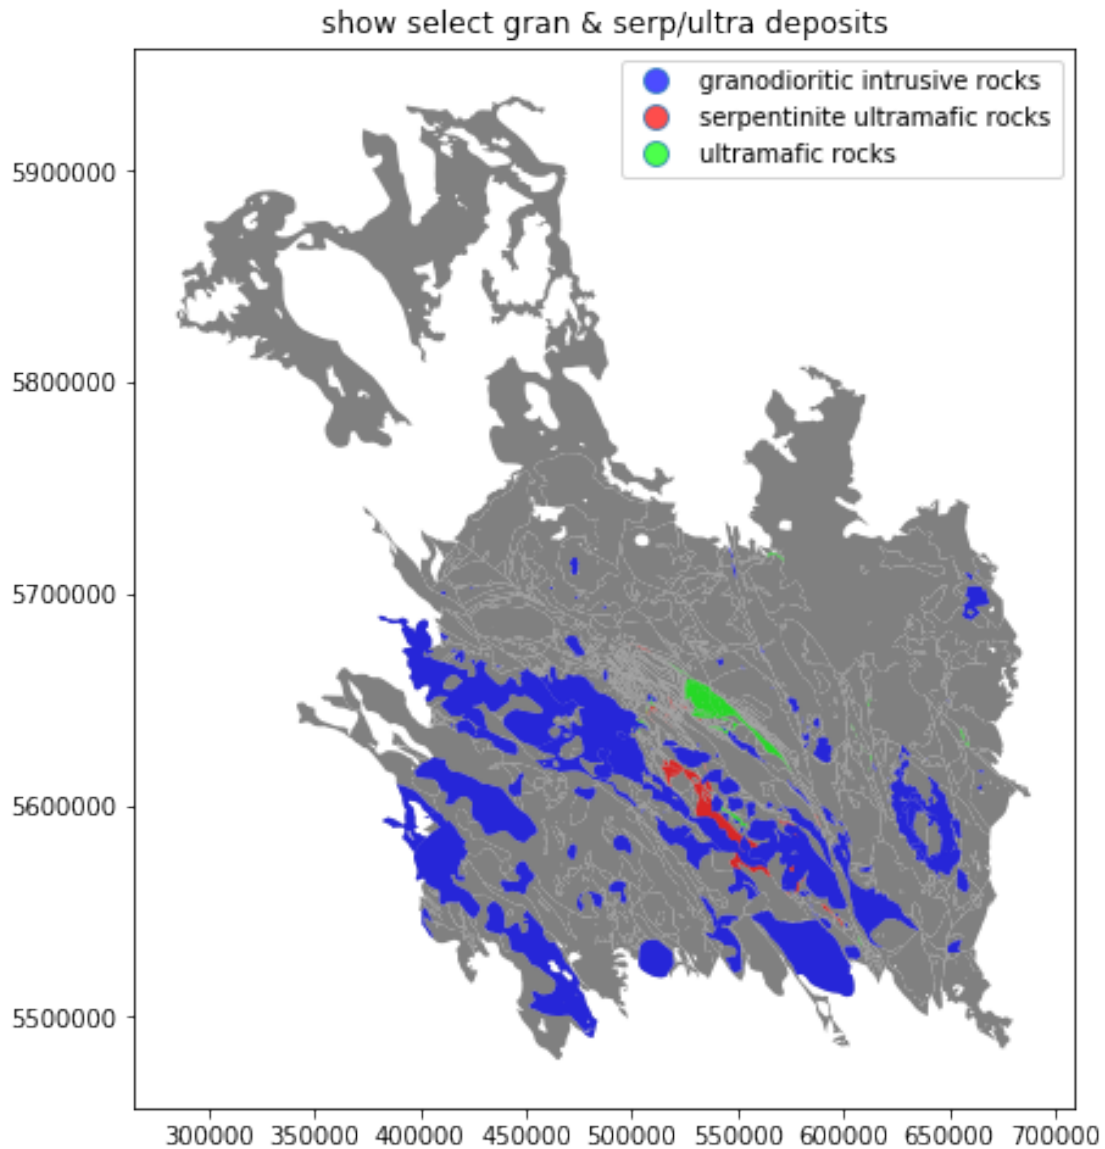 show select gran & serp/ultra deposits
granodioritic intrusive rocks
serpentinite ultramafic rocks
ultramafic rocks
5900000
5800000
5700000
5600000
5500000
300000 350000 400000 450000 500000 550000 600000 650000 700000